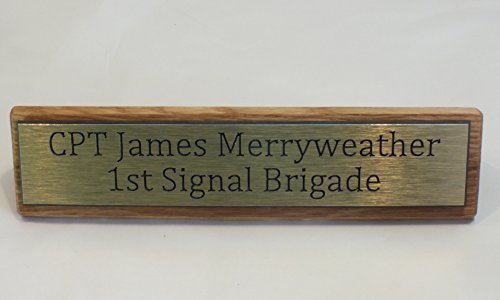 CPT James Merryweather
1st Signal Brigade